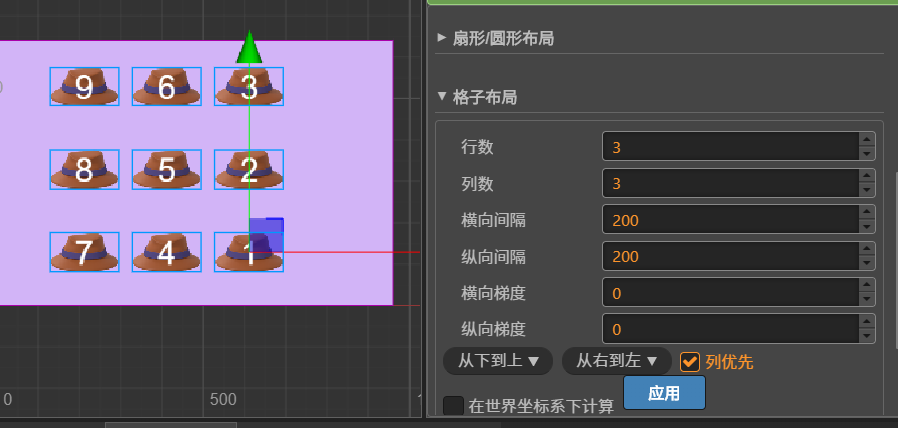 扇形/圆形布局
格子布局
9 6 3
8 5 2
7 4 1
行数 3
列数 3
横向间隔 200
纵向间隔 200
横向梯度 0
纵向梯度 0
从下到上 从右到左 列优先
在世界坐标系下计算 应用
0 500